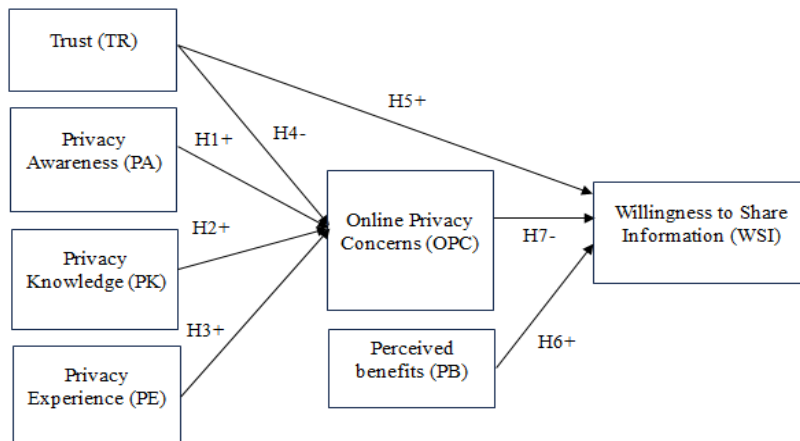 Trust (TR)
H5+
Privacy
Awareness (PA)
H1+
H4-
Privacy
Knowledge (PK)
H2+
Privacy
Experience (PE)
H3+
Online Privacy
Concerns (OPC)
H7-
Willingness to Share
Information (WSI)
Perceived
benefits (PB)
H6+